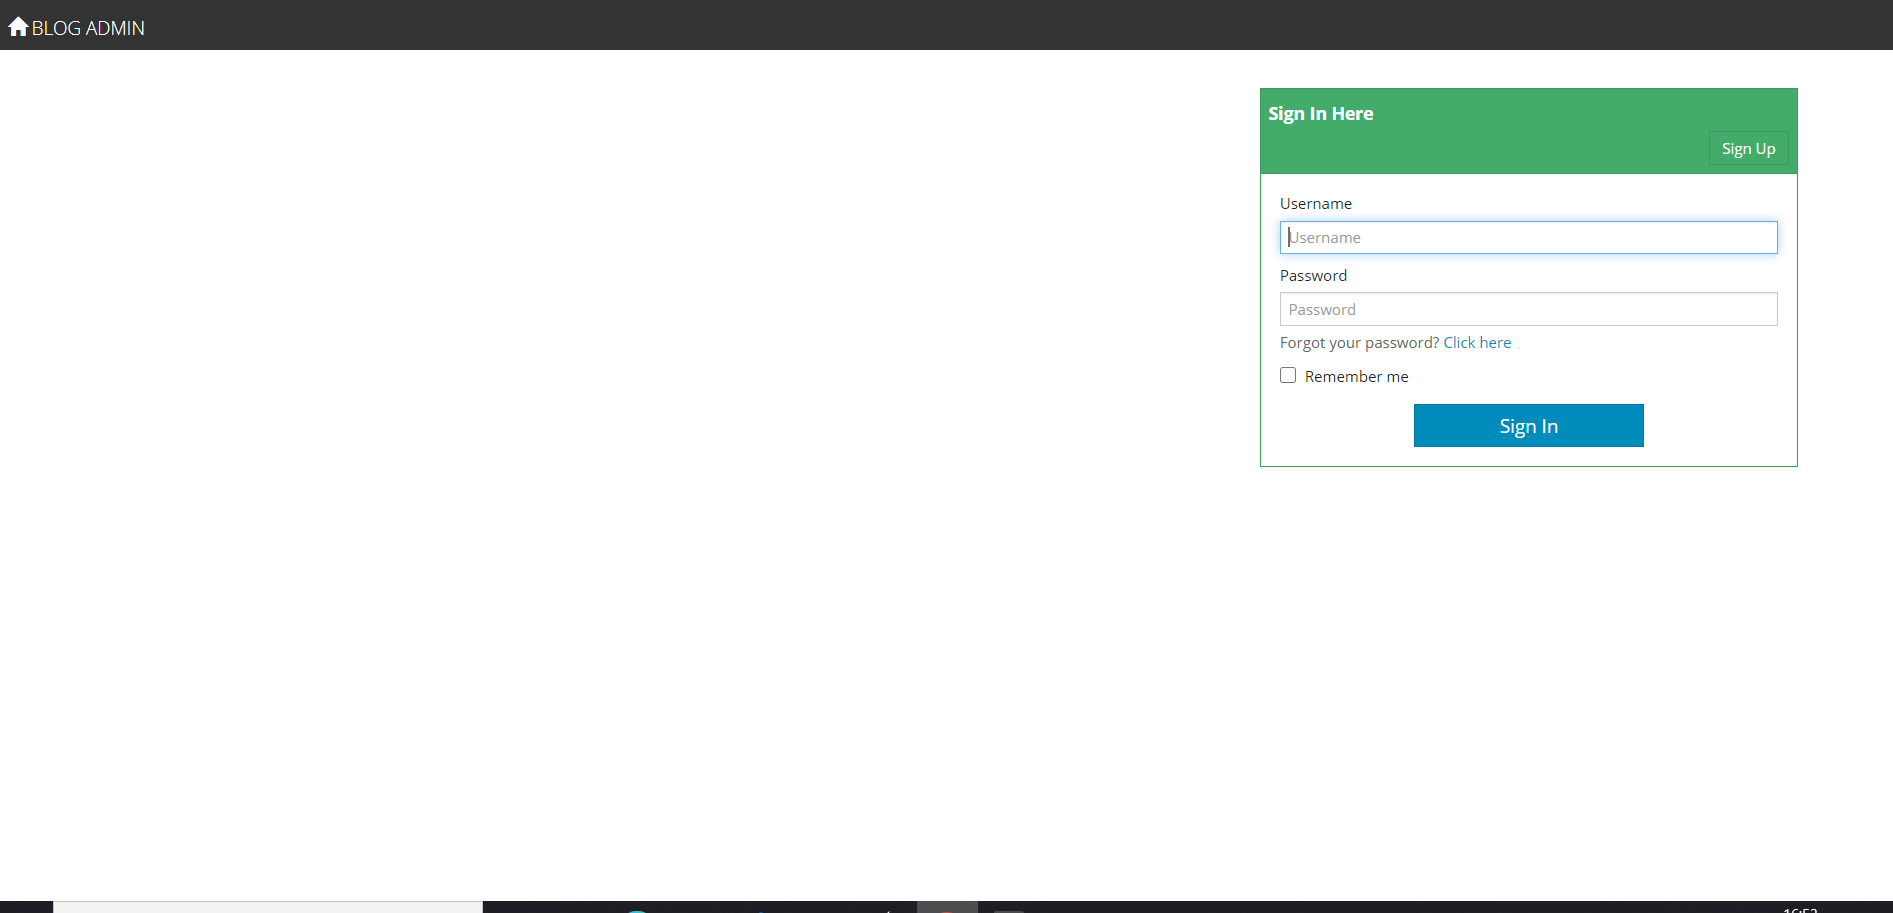 BLOG ADMIN
Sign In Here
Sign Up
Username
Username
Password
Password
Forgot your password? Click here
Remember me
Sign In